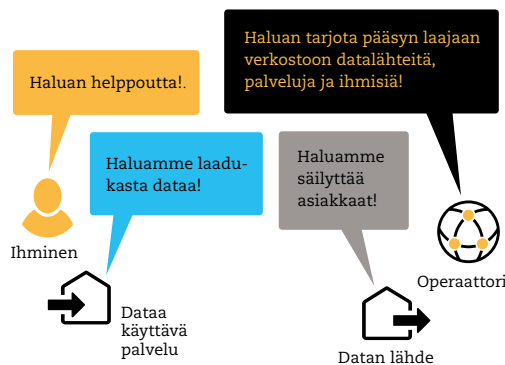 Haluan tarjota pääsyn laajaan
verkostoon datalähteitä,
palveluja ja ihmisiä!
Haluan helppoutta!.
Haluamme laadu-
kasta dataa!
Haluamme
säilyttää
asiakkaat!
Ihminen
Operaattori
Dataa
käyttävä
palvelu
Datan lähde